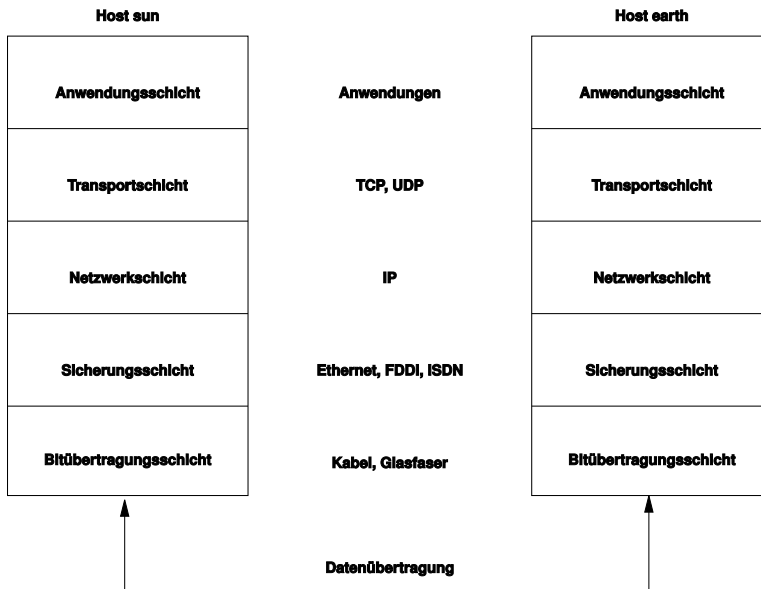 Host sun
Host earth
Anwendungsschicht
Anwendungen
Anwendungsschicht
Transportschicht
TCP, UDP
Transportschicht
Netzwerkschicht
IP
Netzwerkschicht
Sicherungsschicht
Ethernet, FDDI, ISDN
Sicherungsschicht
Bitübertragungsschicht
Kabel, Glasfaser
Bitübertragungsschicht
Datenübertragung